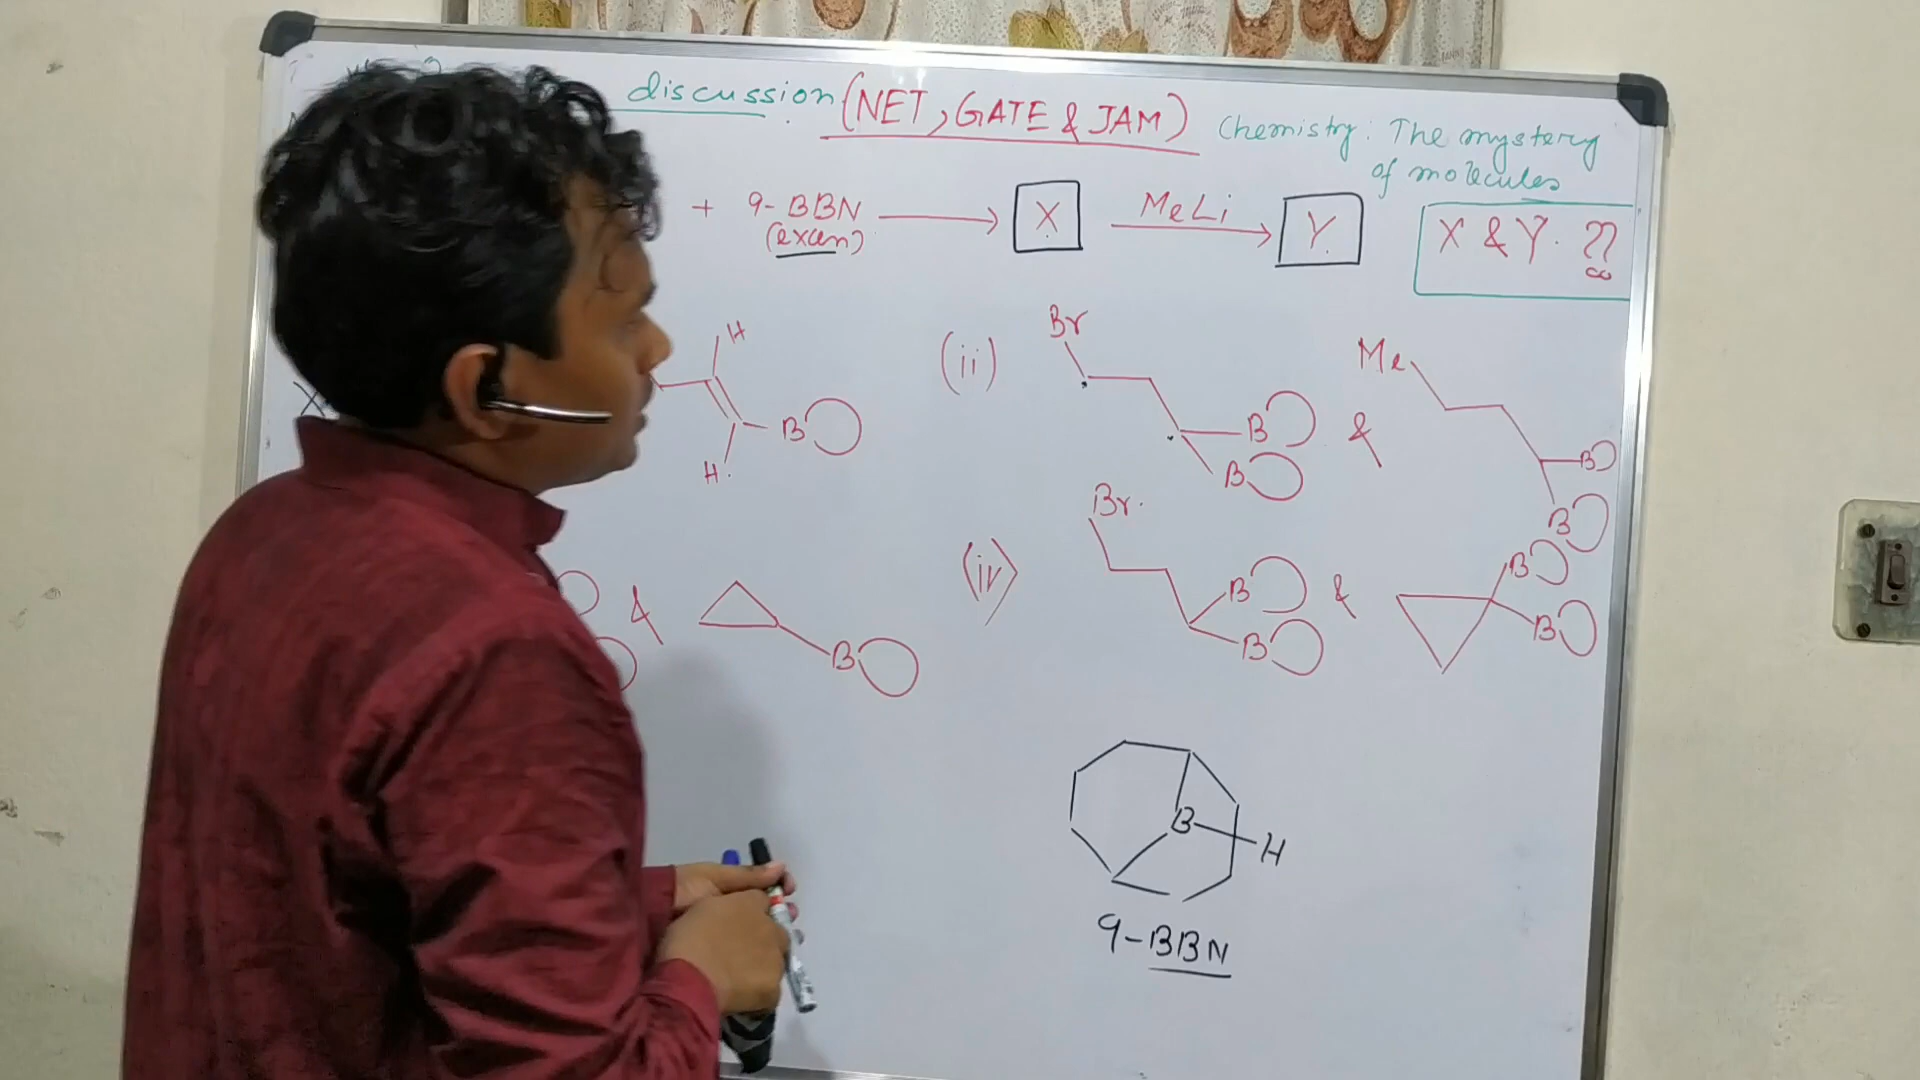 discussion (NET, GATE & JAM)
Chemistry: The mystery
of molecules
+ 9-BBN X MeLi Y X & Y. ??
(excen)
H
B
H.
(ii) Br B B & Me B B
B & B
(iv) Br. B B & B B
B H
9-BBN